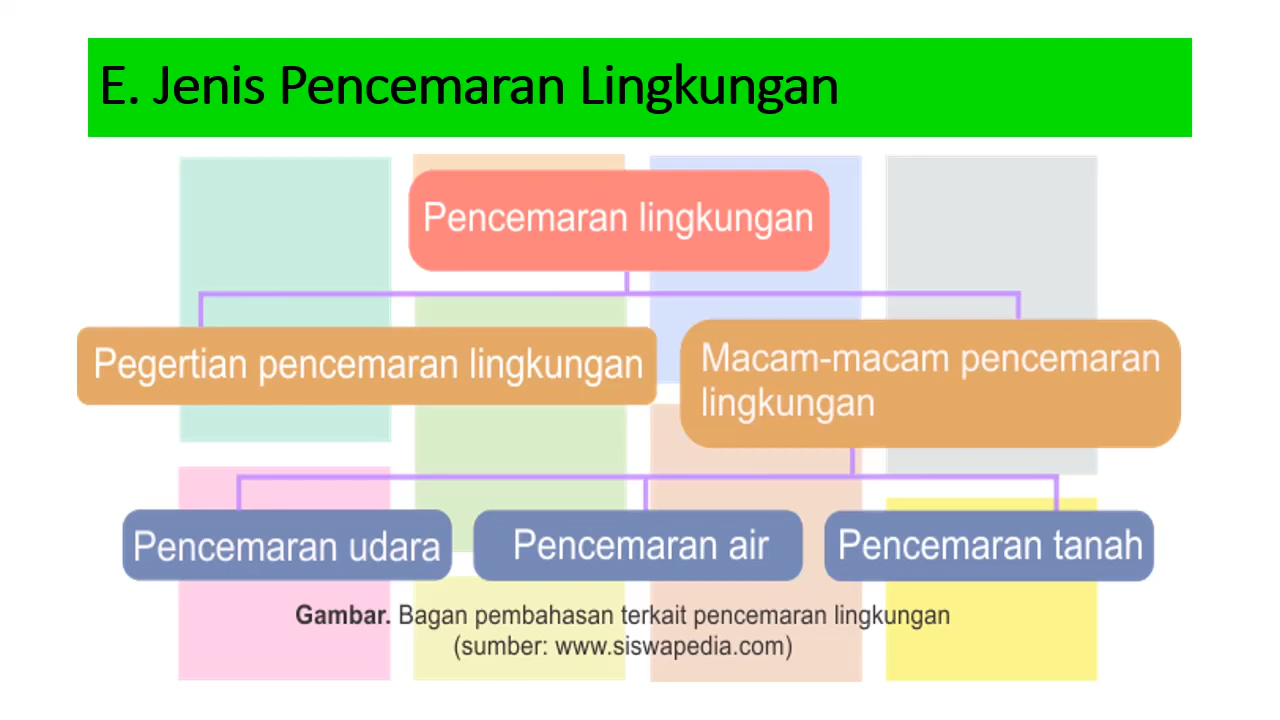 E. Jenis Pencemaran Lingkungan
Pencemaran lingkungan
Pegertian pencemaran lingkungan
Macam-macam pencemaran
lingkungan
Pencemaran udara
Pencemaran air
Pencemaran tanah
Gambar. Bagan pembahasan terkait pencemaran lingkungan
(sumber: www.siswapedia.com)